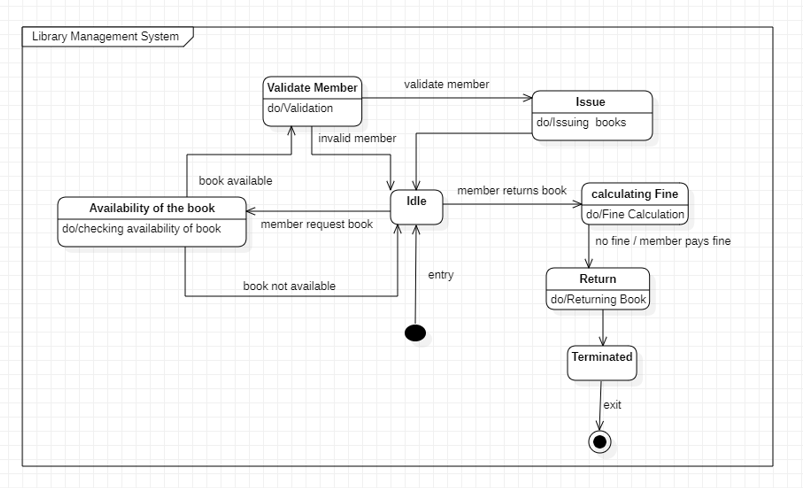 Library Management System
Validate Member
do/Validation
validate member
Issue
do/Issuing  books
invalid member
book available
Availability of the book
do/checking availability of book
member request book
Idle
member returns book
calculating Fine
do/Fine Calculation
no fine / member pays fine
book not available
entry
Return
do/Returning Book
Terminated
exit